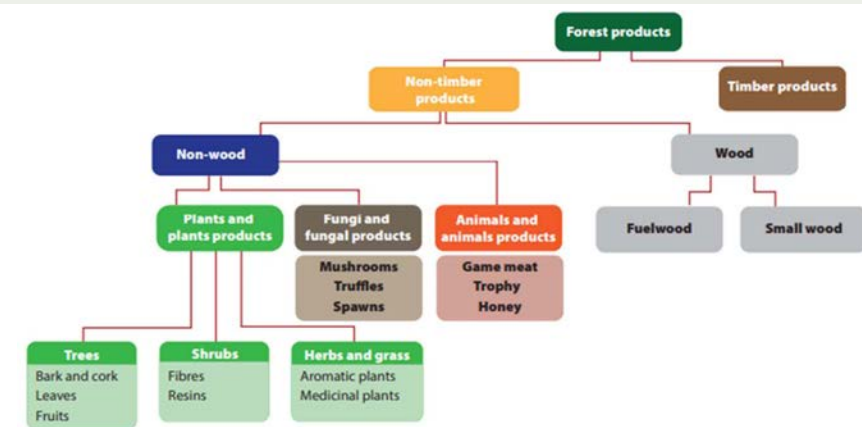 Forest products
Non-timber
products
Timber products
Non-wood
Wood
Plants and
plants products
Fungi and
fungal products
Animals and
animals products
Fuelwood
Small wood
Mushrooms
Truffles
Spawns
Game meat
Trophy
Honey
Trees
Bark and cork
Leaves
Fruits
Shrubs
Fibres
Resins
Herbs and grass
Aromatic plants
Medicinal plants